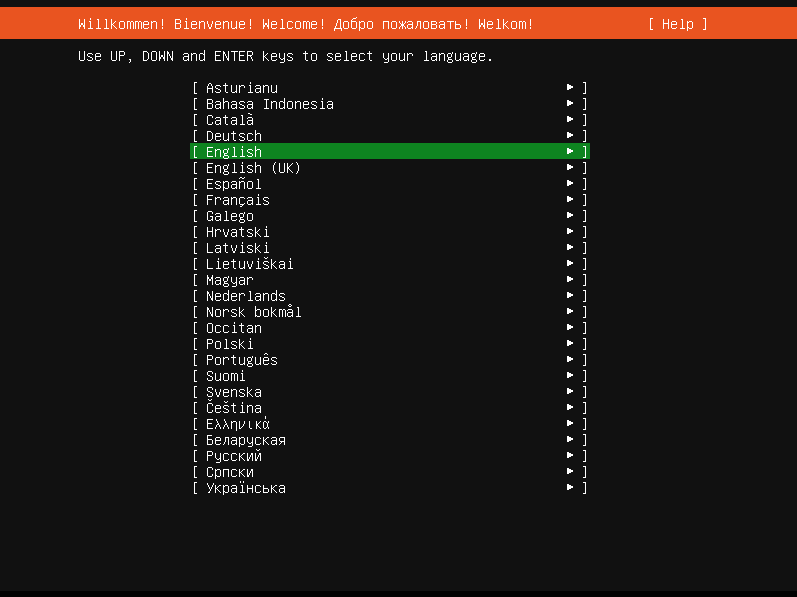 Willkommen! Bienvenue! Welcome! Добро пожаловать! Welkom! [ Help ]
Use UP, DOWN and ENTER keys to select your language.
[ Asturianu ► ]
[ Bahasa Indonesia ► ]
[ Català ► ]
[ Deutsch ► ]
[ English ► ]
[ English (UK) ► ]
[ Español ► ]
[ Français ► ]
[ Galego ► ]
[ Hrvatski ► ]
[ Latviski ► ]
[ Lietuviškai ► ]
[ Magyar ► ]
[ Nederlands ► ]
[ Norsk bokmål ► ]
[ Occitan ► ]
[ Polski ► ]
[ Português ► ]
[ Suomi ► ]
[ Svenska ► ]
[ Čeština ► ]
[ Ελληνικά ► ]
[ Беларуская ► ]
[ Русский ► ]
[ Српски ► ]
[ Українська ► ]